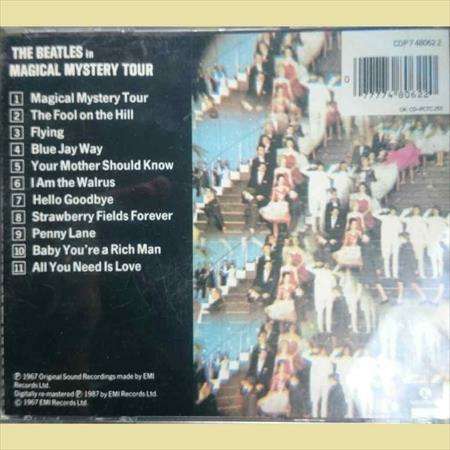 THE BEATLES in
MAGICAL MYSTERY TOUR
1 Magical Mystery Tour
2 The Fool on the Hill
3 Flying
4 Blue Jay Way
5 Your Mother Should Know
6 I Am the Walrus
7 Hello Goodbye
8 Strawberry Fields Forever
9 Penny Lane
10 Baby You're a Rich Man
11 All You Need Is Love
℗ 1967 Original Sound Recordings made by EMI
Records Ltd.
Digitally re-mastered ℗ 1987 by EMI Records Ltd.
© 1967 EMI Records Ltd.
CDP 7 48062 2
0 77774 80622